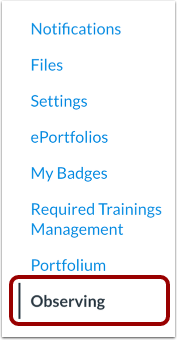 Notifications
Files
Settings
ePortfolios
My Badges
Required Trainings
Management
Portfolium
Observing